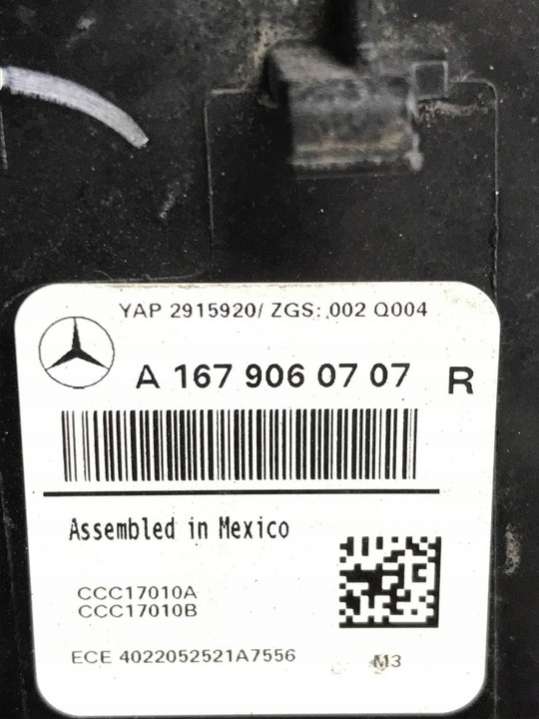 YAP 2915920/ ZGS: 002 Q004
A 167 906 07 07 R
Assembled in Mexico
CCC17010A
CCC17010B
ECE 4022052521A7556 M3